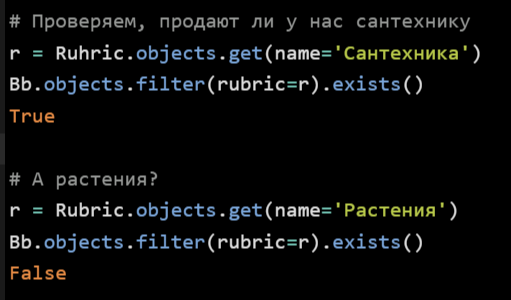 # Проверяем, продают ли у нас сантехнику
r = Ruhric.objects.get(name='Сантехника')
Bb.objects.filter(rubric=r).exists()
True
# А растения?
r = Rubric.objects.get(name='Растения')
Bb.objects.filter(rubric=r).exists()
False